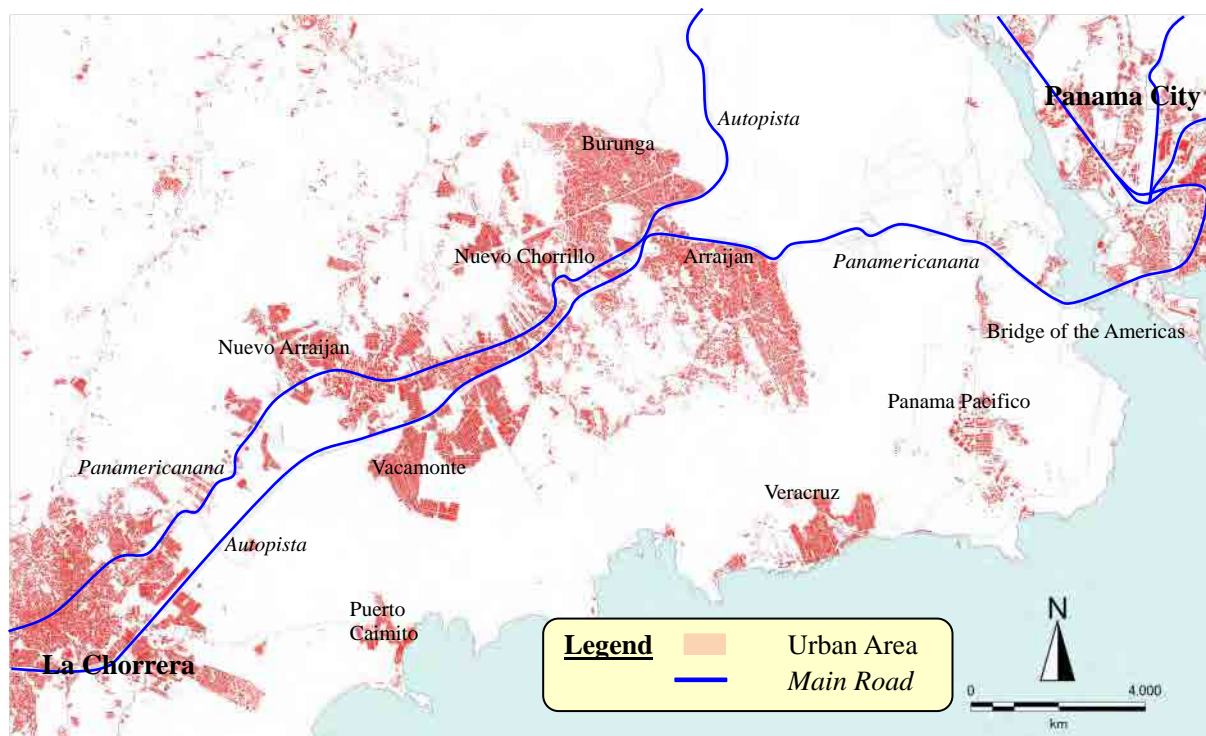 Panama City
Autopista
Burunga
Nuevo Chorrillo
Arraijan
Panamericanana
Bridge of the Americas
Nuevo Arraijan
Panama Pacifico
Panamericanana
Vacamonte
Veracruz
Autopista
Puerto
Caimito
La Chorrera
Legend
Urban Area
Main Road
N
0 4,000
km